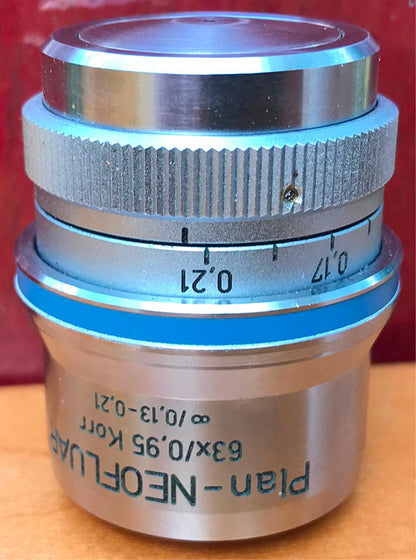 Plan-NEOFLUAR
63x/0,95 Korr
∞/0,13-0,21
0,17 0,21